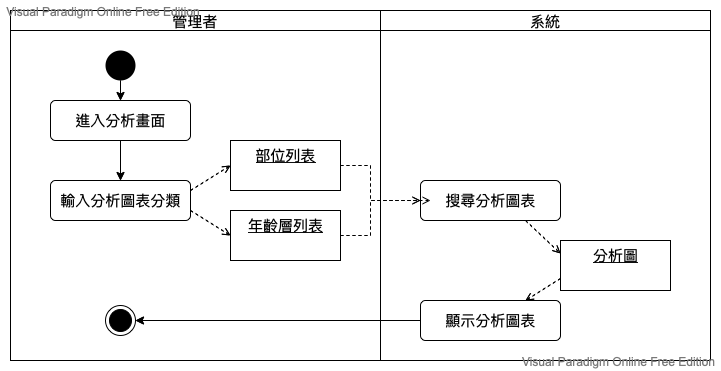 Visual Paradigm Online Free Edition
管理者
系統
進入分析畫面
部位列表
輸入分析圖表分類
搜尋分析圖表
年齡層列表
分析圖
顯示分析圖表
Visual Paradigm Online Free Edition